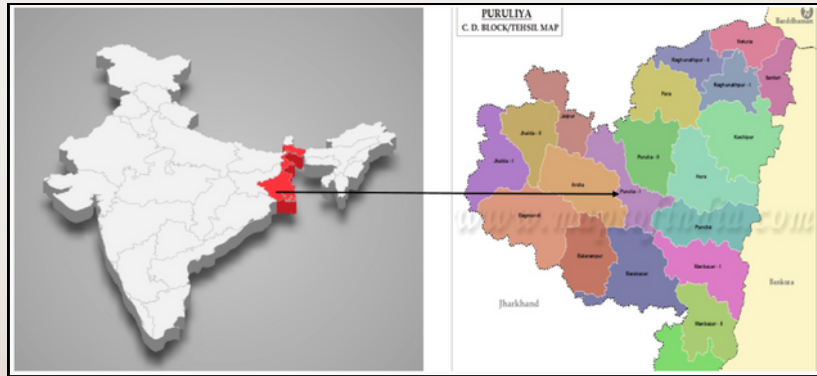 PURULIYA
C. D. BLOCK/TEHSIL MAP
Barddhaman
Neturia
Raghunathpur - II
Santuri
Raghunathpur - I
Para
Jaipur
Jhalda - II
Kashipur
Jhalda - I
Purulia - II
Arsha
Hura
Purulia - I
Bagmundi
Puncha
Balarampur
Manbazar - I
Barabazar
Bankura
Jharkhand
Manbazar - II